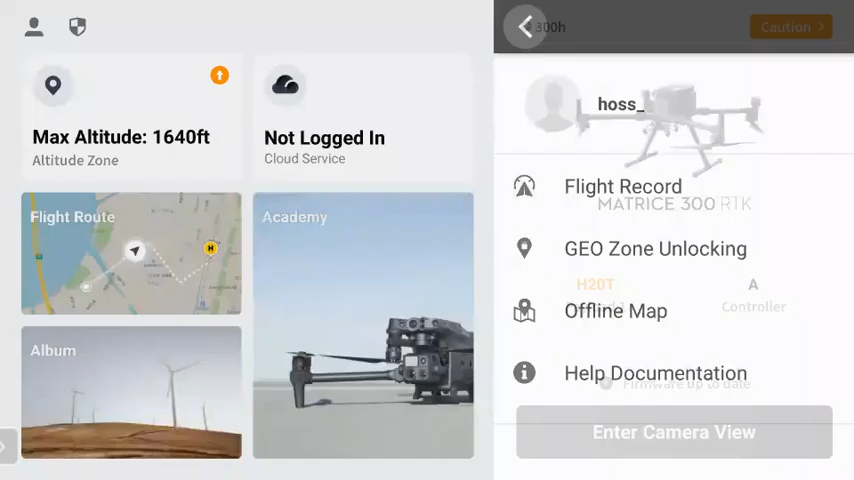 300h
Caution >
Max Altitude: 1640ft
Altitude Zone
Not Logged In
Cloud Service
hoss_
Flight Record
MATRICE 300 RTK
Flight Route
H
Academy
GEO Zone Unlocking
H20T
A
Controller
Offline Map
Album
Help Documentation
Firmware up to date
Enter Camera View